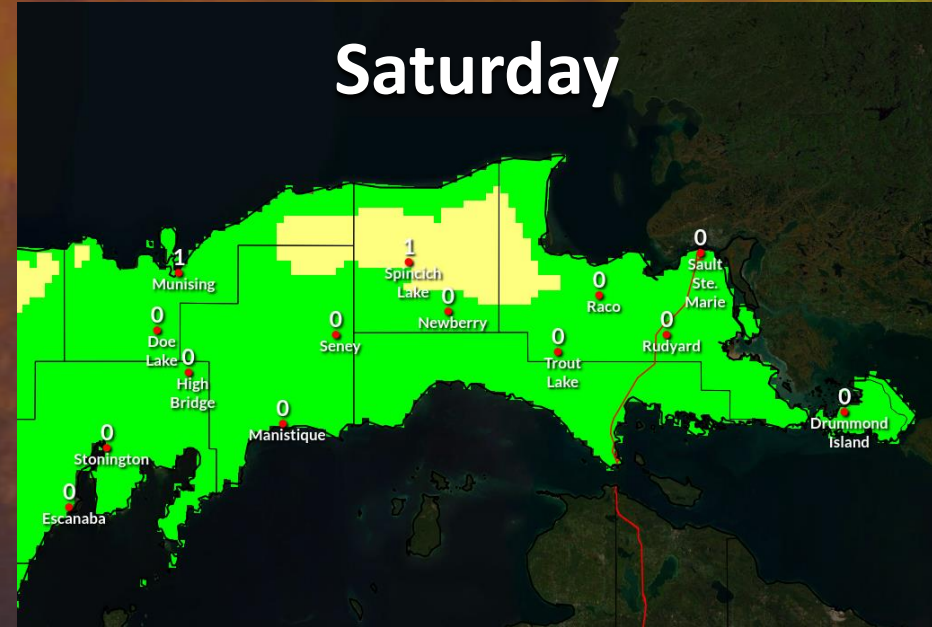 Saturday
0
Sault
Ste.
Marie
1
Munising
1
Spincich
Lake
0
Raco
0
Newberry
0
Doe
Lake
0
Seney
0
Rudyard
0
Trout
Lake
0
High
Bridge
0
Manistique
0
Drummond
Island
0
Stonington
0
Escanaba